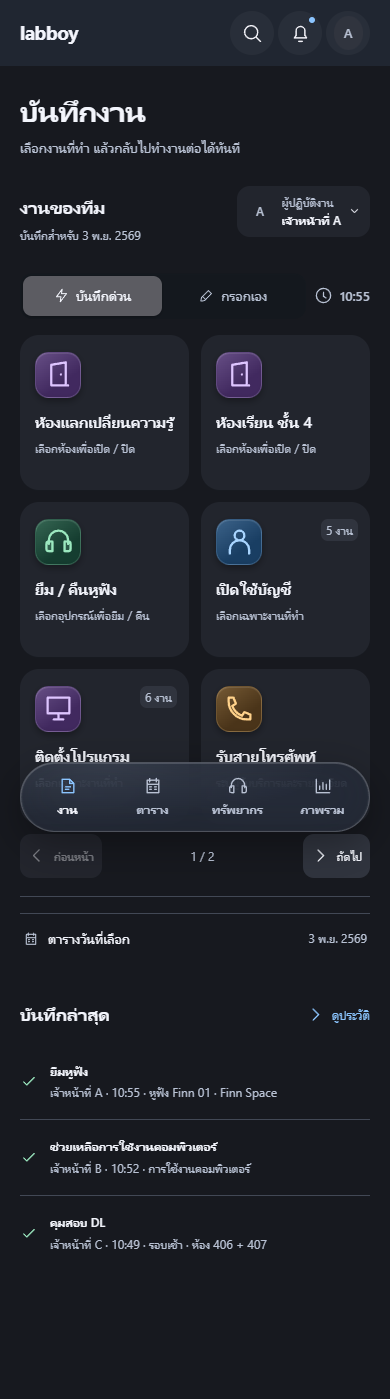 labboy
A
บันทึกงาน
เลือกงานที่ทำ แล้วกลับไปทำงานต่อได้ทันที
งานของทีม
บันทึกสำหรับ 3 พ.ย. 2569
A
ผู้ปฏิบัติงาน
เจ้าหน้าที่ A
บันทึกด่วน
กรอกเอง
10:55
ห้องแลกเปลี่ยนความรู้
เลือกห้องเพื่อเปิด / ปิด
ห้องเรียน ชั้น 4
เลือกห้องเพื่อเปิด / ปิด
ยืม / คืนหูฟัง
เลือกอุปกรณ์เพื่อยืม / คืน
5 งาน
เปิดใช้บัญชี
เลือกเฉพาะงานที่ทำ
6 งาน
ติดตั้งโปรแกรม
รับสายโทรศัพท์
งาน
ตาราง
ทรัพยากร
ภาพรวม
ก่อนหน้า
1 / 2
ถัดไป
ตารางวันที่เลือก
3 พ.ย. 2569
บันทึกล่าสุด
ดูประวัติ
ยืมหูฟัง
เจ้าหน้าที่ A · 10:55 · หูฟัง Finn 01 · Finn Space
ช่วยเหลือการใช้งานคอมพิวเตอร์
เจ้าหน้าที่ B · 10:52 · การใช้งานคอมพิวเตอร์
คุมสอบ DL
เจ้าหน้าที่ C · 10:49 · รอบเช้า · ห้อง 406 + 407